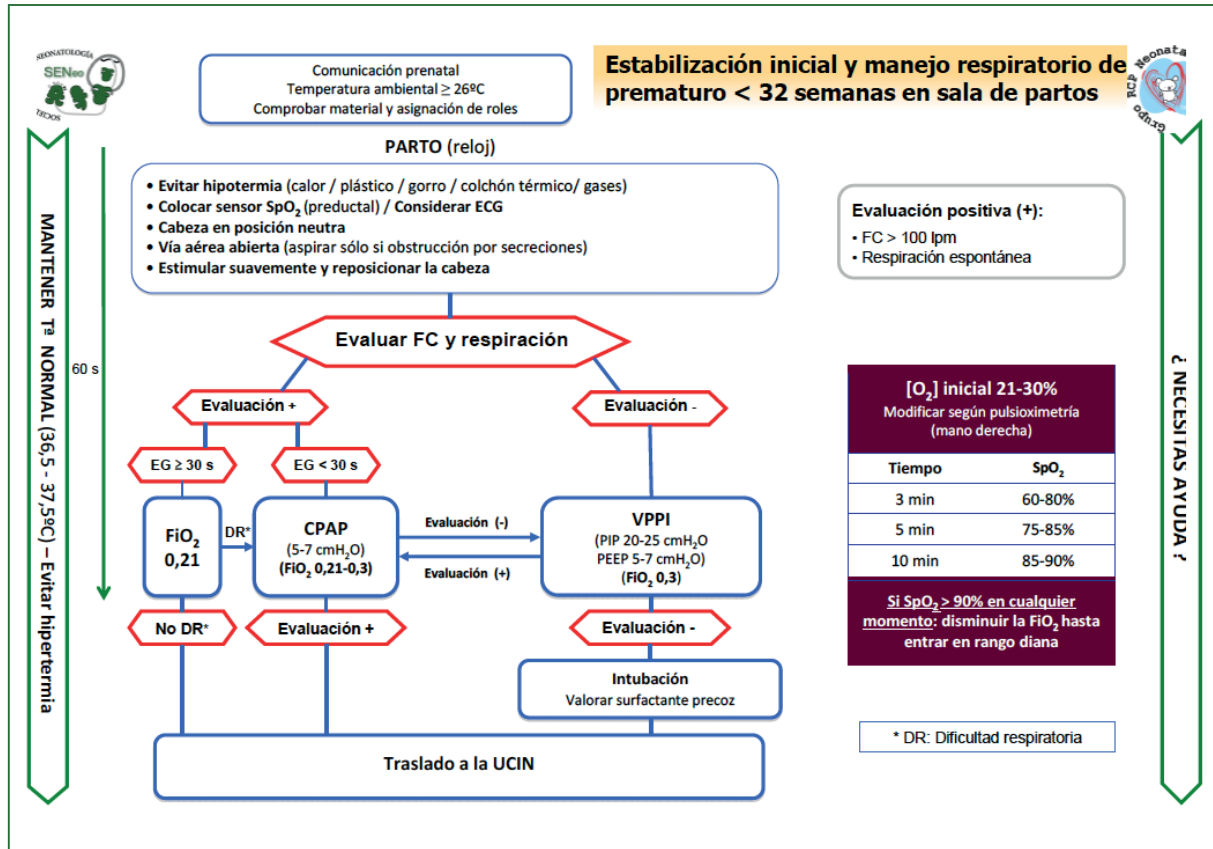 NEONATOLOGÍA
SENeo
Comunicación prenatal
Temperatura ambiental ≥ 26ºC
Comprobar material y asignación de roles
Estabilización inicial y manejo respiratorio de
prematuro < 32 semanas en sala de partos
Grupo RCP Neonatal
PARTO (reloj)
• Evitar hipotermia (calor / plástico / gorro / colchón térmico/ gases)
• Colocar sensor SpO₂ (preductal) / Considerar ECG
• Cabeza en posición neutra
• Vía aérea abierta (aspirar sólo si obstrucción por secreciones)
• Estimular suavemente y reposicionar la cabeza
Evaluación positiva (+):
• FC > 100 lpm
• Respiración espontánea
MANTENER Tª NORMAL (36,5 - 37,5ºC) – Evitar hipertermia
60 s
Evaluar FC y respiración
Evaluación +
Evaluación -
EG ≥ 30 s
EG < 30 s
FiO₂
0,21
DR*
CPAP
(5-7 cmH₂O)
(FiO₂ 0,21-0,3)
Evaluación (-)
Evaluación (+)
VPPI
(PIP 20-25 cmH₂O
PEEP 5-7 cmH₂O)
(FiO₂ 0,3)
No DR*
Evaluación +
Evaluación -
Intubación
Valorar surfactante precoz
Traslado a la UCIN
[O₂] inicial 21-30%
Modificar según pulsioximetría
(mano derecha)
Tiempo SpO₂
3 min 60-80%
5 min 75-85%
10 min 85-90%
Si SpO₂ > 90% en cualquier
momento: disminuir la FiO₂ hasta
entrar en rango diana
* DR: Dificultad respiratoria
¿ NECESITAS AYUDA ?